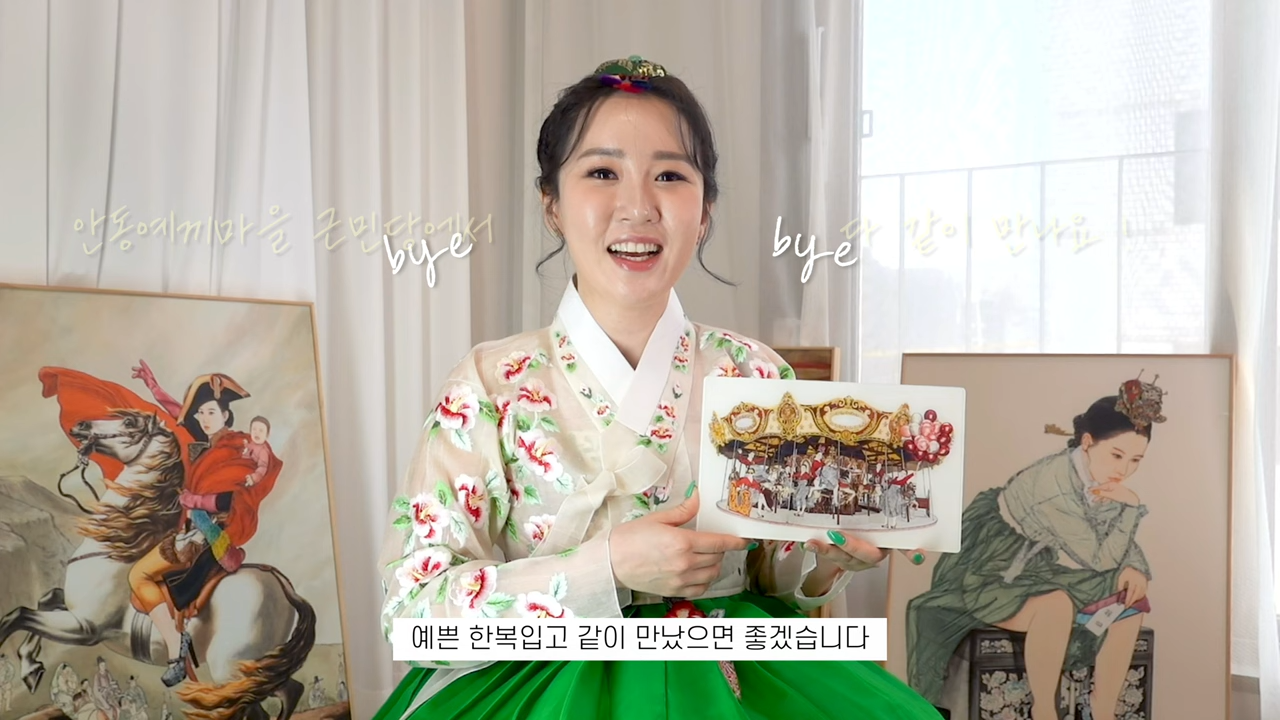 안동예끼마을 근민당에서 다 같이 만나요 !
bye bye
예쁜 한복입고 같이 만났으면 좋겠습니다